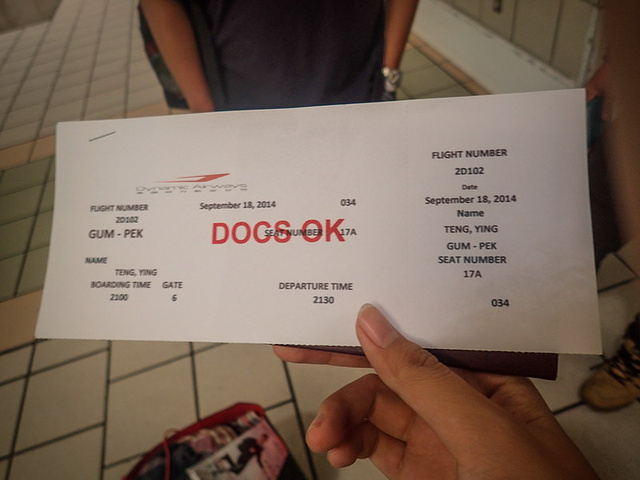 Dynamic Airways
FLIGHT NUMBER
2D102
GUM - PEK
September 18, 2014
034
DOCS OK
SEAT NUMBER 17A
NAME
TENG, YING
BOARDING TIME GATE
2100 6
DEPARTURE TIME
2130
FLIGHT NUMBER
2D102
Date
September 18, 2014
Name
TENG, YING
GUM - PEK
SEAT NUMBER
17A
034